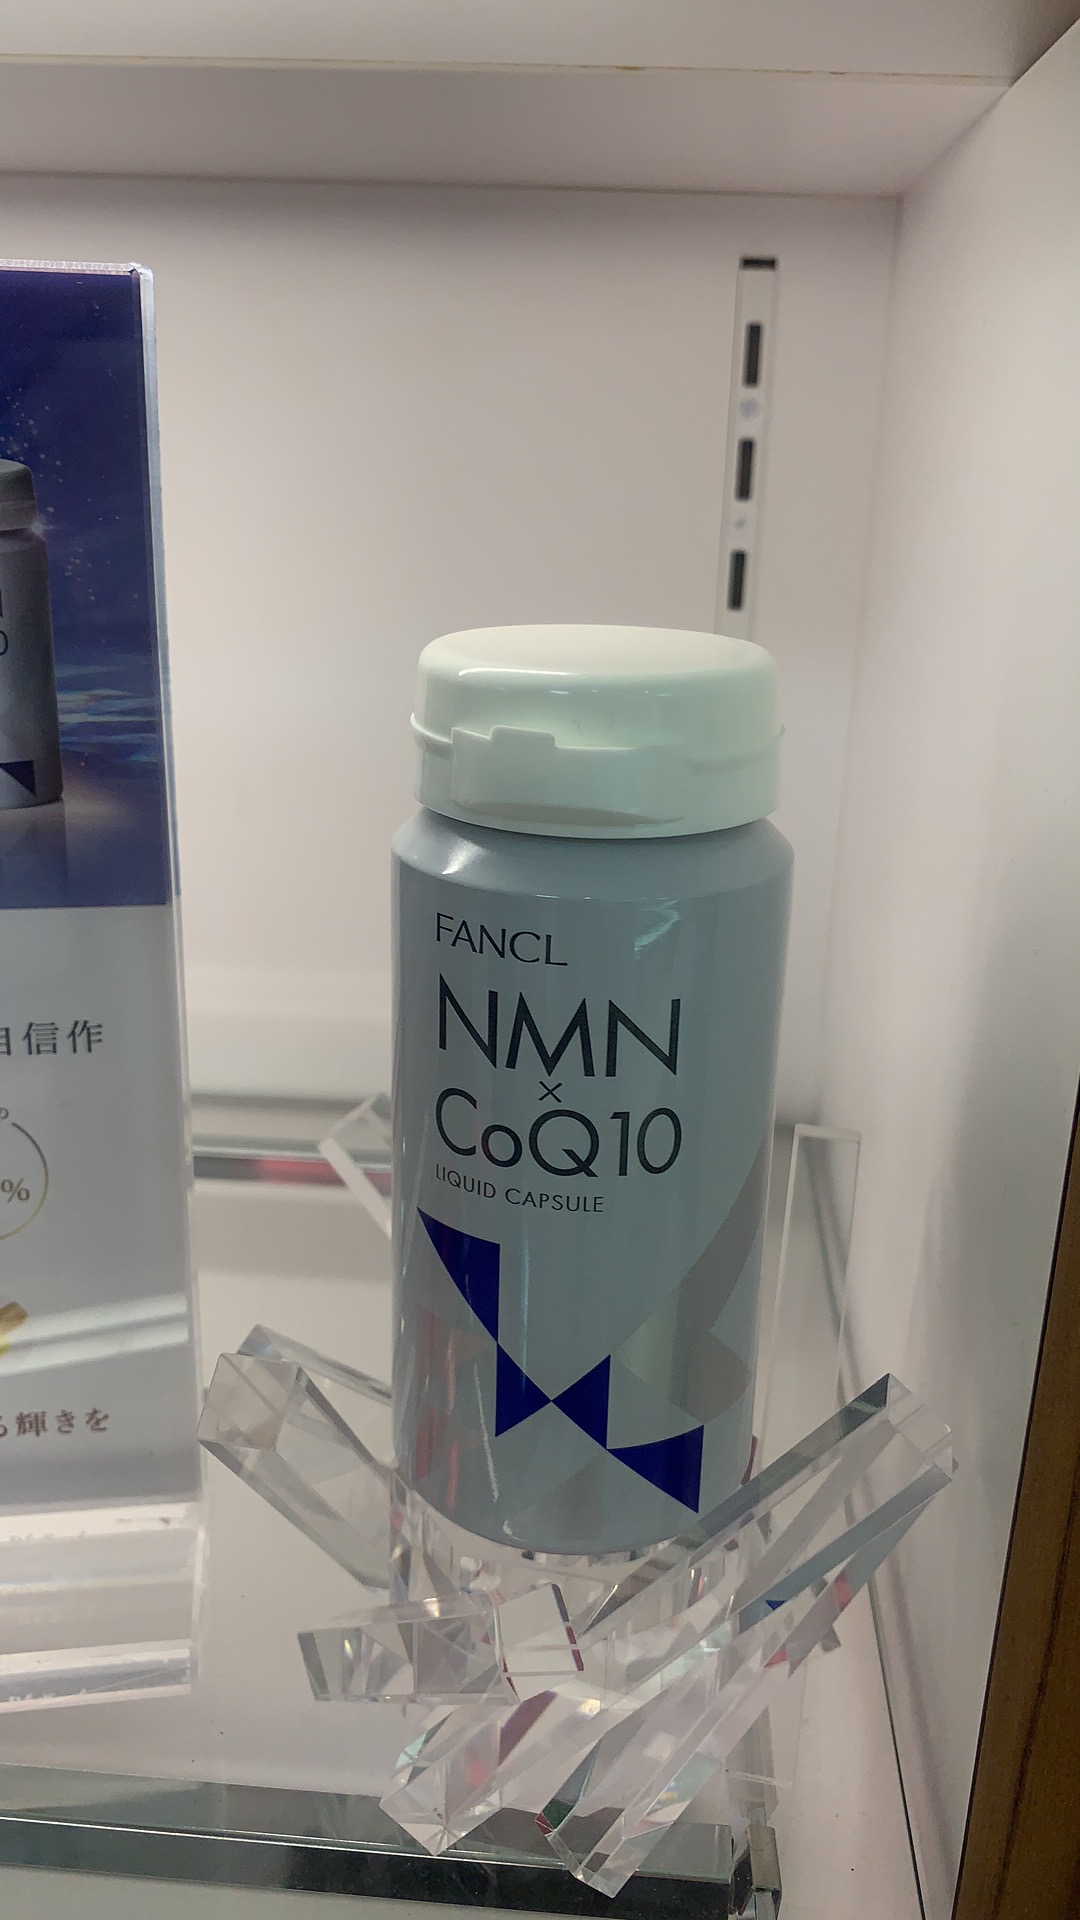 FANCL
NMN
×
CoQ10
LIQUID CAPSULE
自信作
%
輝きを